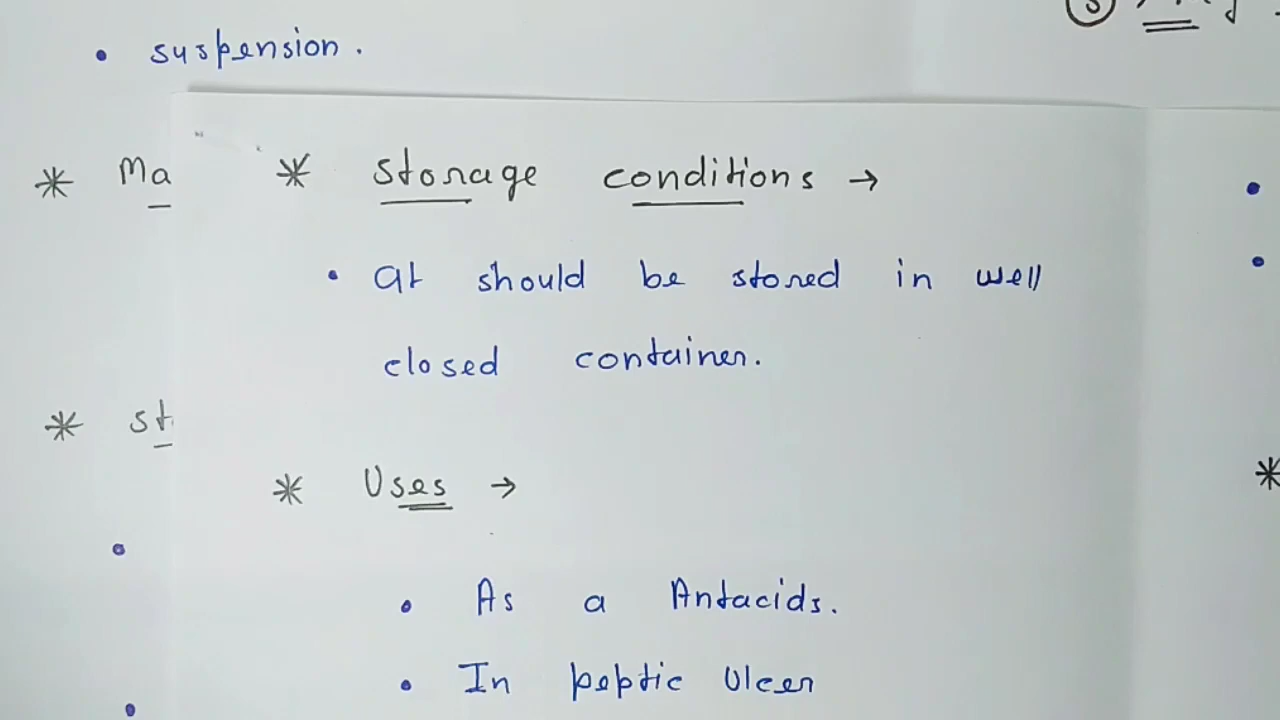 • suspension.
* Ma
* Storage conditions →
• It should be stored in well
closed container.
* st
* Uses →
• As a Antacids.
• In peptic Ulcer